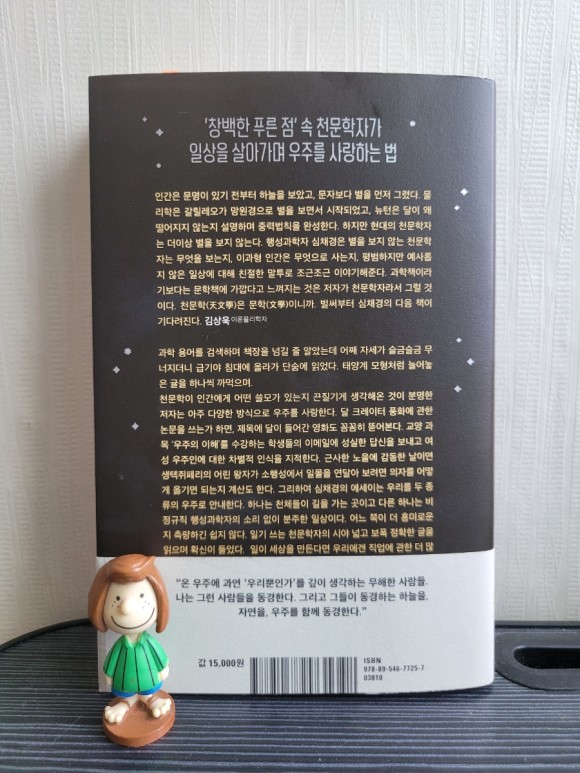 '창백한 푸른 점' 속 천문학자가
일상을 살아가며 우주를 사랑하는 법
인간은 문명이 있기 전부터 하늘을 보았고, 문자보다 별을 먼저 그렸다. 물
리학은 갈릴레오가 망원경으로 별을 보면서 시작되었고, 뉴턴은 달이 왜
떨어지지 않는지 설명하며 중력법칙을 완성한다. 하지만 현대의 천문학자
는 더이상 별을 보지 않는다. 행성과학자 심채경은 별을 보지 않는 천문학
자는 무엇을 보는지, 이과형 인간은 무엇으로 사는지, 평범하지만 예사롭
지 않은 일상에 대해 친절한 말투로 조근조근 이야기해준다. 과학책이라
기보다는 문학책에 가깝다고 느껴지는 것은 저자가 천문학자라서 그럴 것
이다. 천문학(天文學)은 문학(文學)이니까. 벌써부터 심채경의 다음 책이
기다려진다. 김상욱 이론물리학자
과학 용어를 검색하며 책장을 넘길 줄 알았는데 어째 자세가 슬금슬금 무
너지더니 급기야 침대에 올라가 단숨에 읽었다. 태양계 모형처럼 늘어놓
은 귤을 하나씩 까먹으며.
천문학이 인간에게 어떤 쓸모가 있는지 끈질기게 생각해온 것이 분명한
저자는 아주 다양한 방식으로 우주를 사랑한다. 달 크레이터 풍화에 관한
논문을 쓰는가 하면, 제목에 달이 들어간 영화도 꼼꼼히 뜯어본다. 교양 과
목 '우주의 이해'를 수강하는 학생들의 이메일에 성실한 답신을 보내고 여
성 우주인에 대한 차별적 인식을 지적한다. 근사한 노을에 감동한 날이면
생텍쥐페리의 어린 왕자가 소행성에서 일몰을 연달아 보려면 의자를 어떻
게 옮기면 되는지 계산도 한다. 그리하여 심채경의 에세이는 우리를 두 종
류의 우주로 안내한다. 하나는 천체들이 길을 가는 곳이고 다른 하나는 비
정규직 행성과학자의 소리 없이 분주한 일상이다. 어느 쪽이 더 흥미로운
지 측량하긴 쉽지 않다. 일기 쓰는 천문학자의 시야 넓고 보폭 정확한 글을
읽으며 확신이 들었다. 일이 세상을 만든다면 우리에겐 직업에 관한 더 많
"온 우주에 과연 '우리뿐인가'를 깊이 생각하는 무해한 사람들.
나는 그런 사람들을 동경한다. 그리고 그들이 동경하는 하늘을,
자연을, 우주를 함께 동경한다."
값 15,000원
ISBN
978-89-546-7725-7
03810